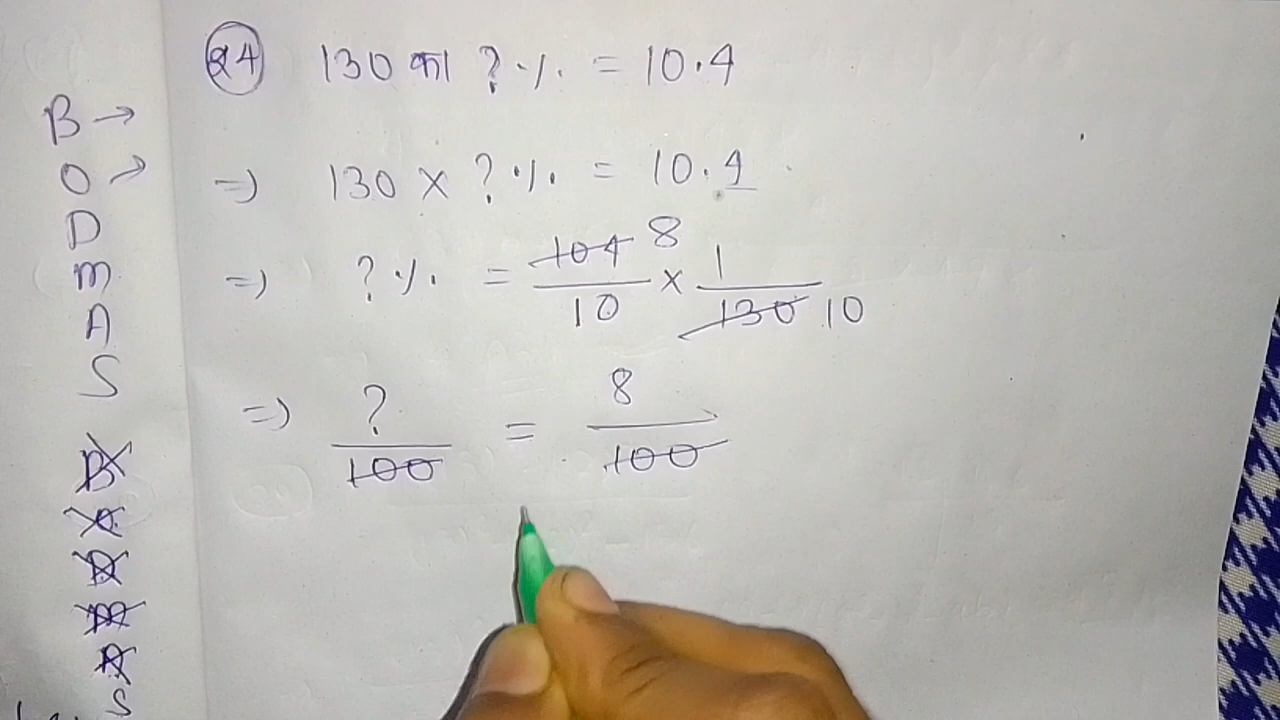 24 130 का ?% = 10.4
B →
O →
D
M
A
S
=> 130 × ?% = 10.4
=> ?% = 104/10 8 × 1/130 10
=> ?/100 = 8/100
S